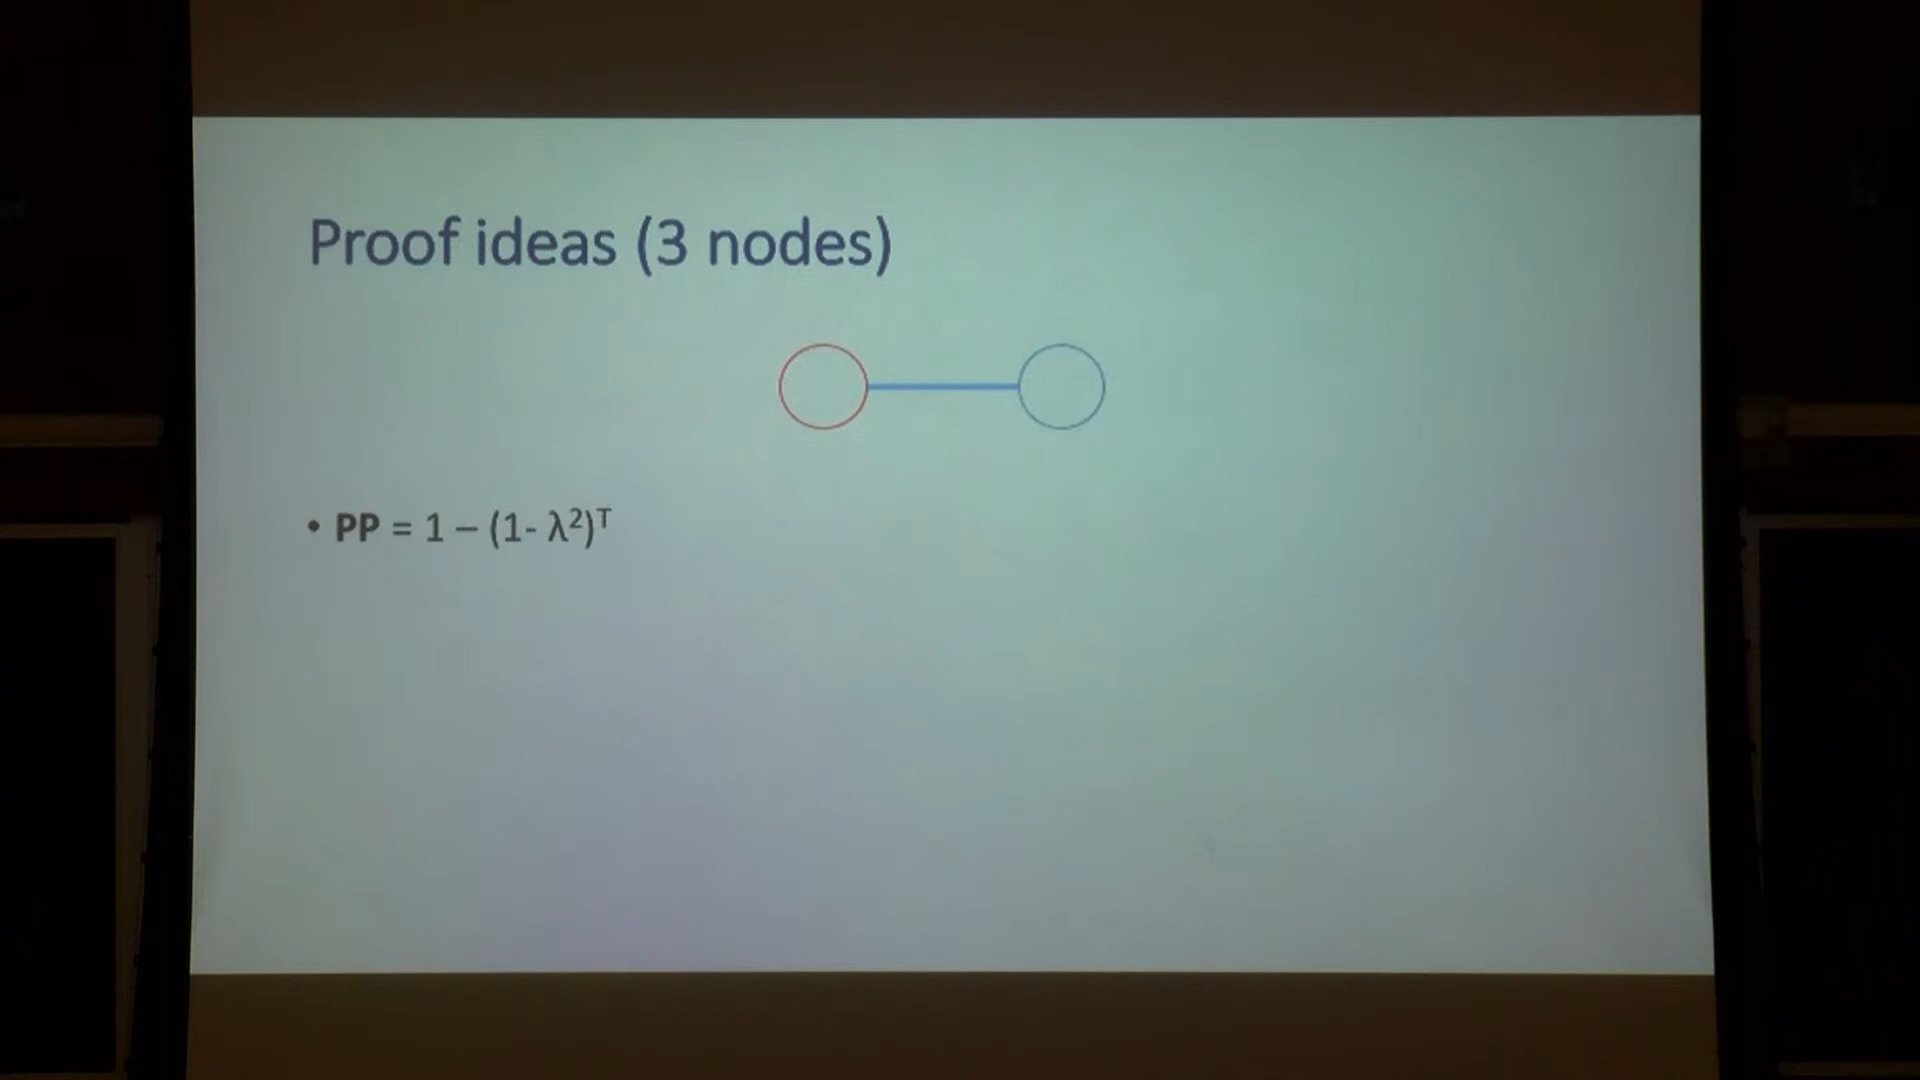 Proof ideas (3 nodes)
• PP = 1 – (1- λ²)ᵀ